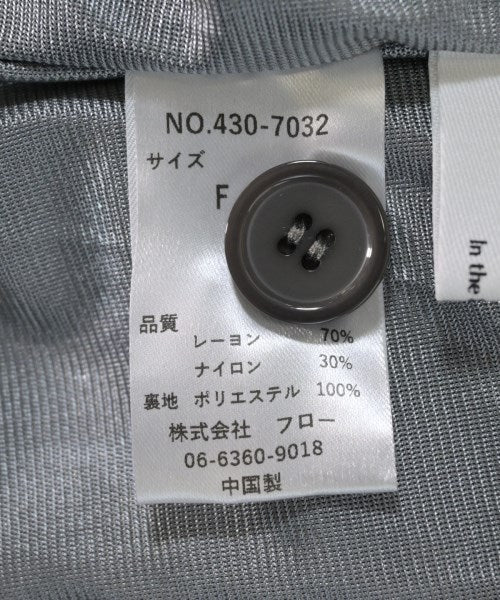 NO.430-7032
サイズ
F
品質
レーヨン 70%
ナイロン 30%
裏地 ポリエステル 100%
株式会社 フロー
06-6360-9018
中国製
In the